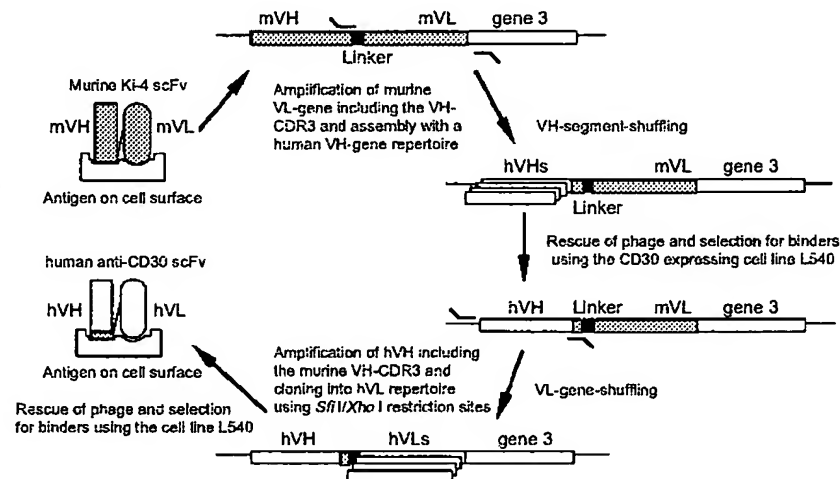 mVH mVL gene 3
Linker
Murine Ki-4 scFv
mVH mVL
Antigen on cell surface
Amplification of murine
VL-gene including the VH-
CDR3 and assembly with a
human VH-gene repertoire
VH-segment-shuffling
hVHs mVL gene 3
Linker
Rescue of phage and selection for binders
using the CD30 expressing cell line L540
hVH Linker mVL gene 3
human anti-CD30 scFv
hVH hVL
Antigen on cell surface
Amplification of hVH including
the murine VH-CDR3 and
cloning into hVL repertoire
using Sfi I/Xho I restriction sites
VL-gene-shuffling
Rescue of phage and selection
for binders using the cell line L540
hVH hVLs gene 3